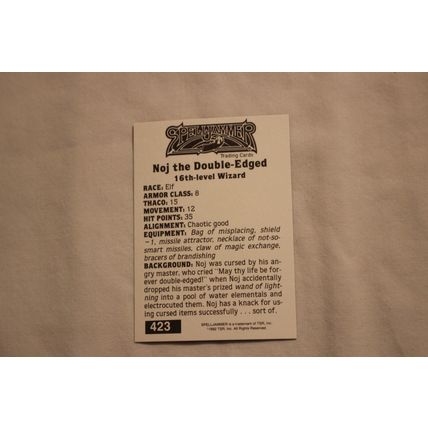 SPELLJAMMER
Trading Cards
Noj the Double-Edged
16th-level Wizard
RACE: Elf
ARMOR CLASS: 8
THACO: 15
MOVEMENT: 12
HIT POINTS: 35
ALIGNMENT: Chaotic good
EQUIPMENT: Bag of misplacing, shield
-1, missile attractor, necklace of not-so-
smart missiles, claw of magic exchange,
bracers of brandishing
BACKGROUND: Noj was cursed by his an-
gry master, who cried "May thy life be for-
ever double-edged!" when Noj accidentally
dropped his master's prized wand of light-
ning into a pool of water elementals and
electrocuted them. Noj has a knack for us-
ing cursed items successfully . . . sort of.
423
SPELLJAMMER is a trademark of TSR, Inc.
©1992 TSR, Inc. All Rights Reserved.